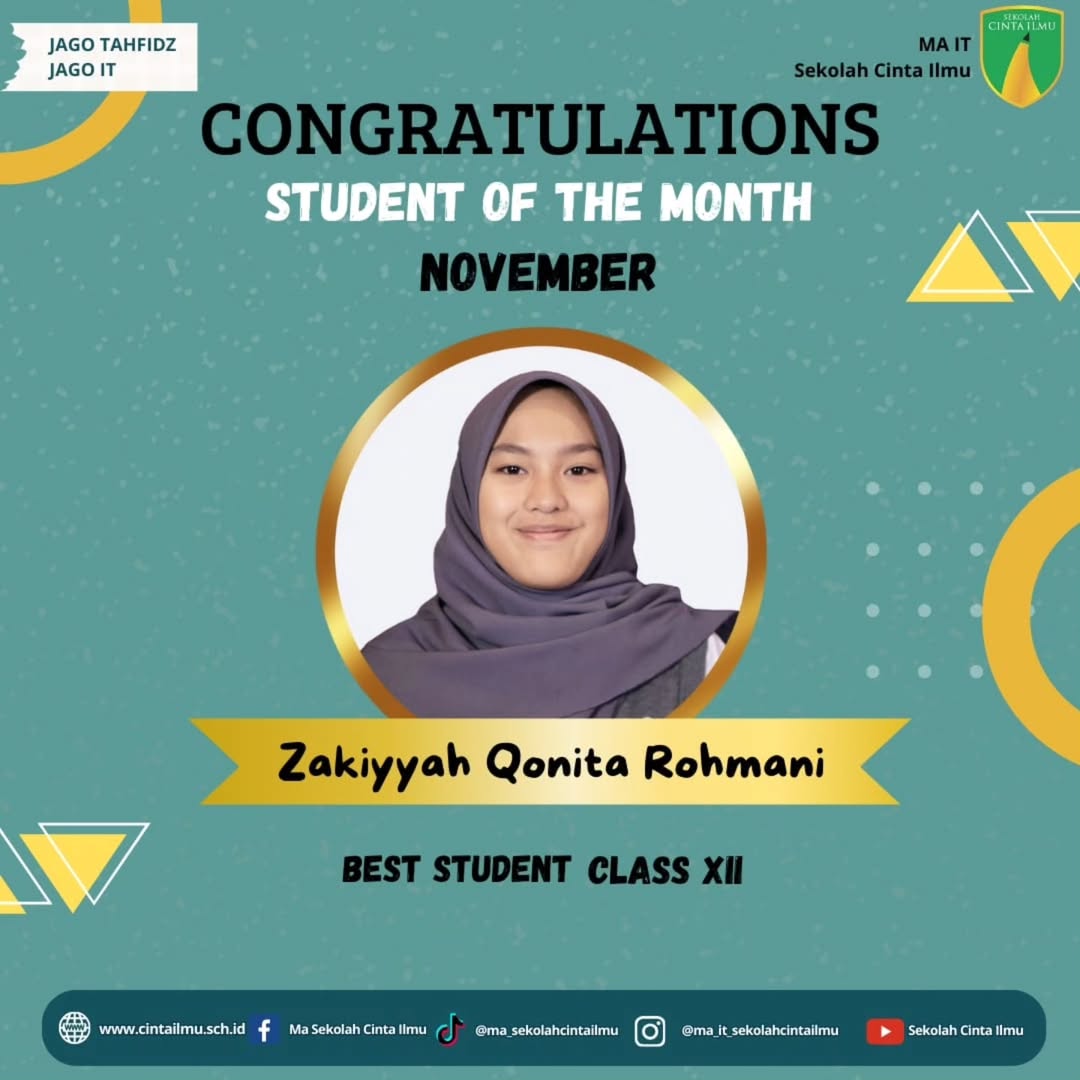 JAGO TAHFIDZ
JAGO IT
MA IT
Sekolah Cinta Ilmu
SEKOLAH
CINTA ILMU
CONGRATULATIONS
STUDENT OF THE MONTH
NOVEMBER
Zakiyyah Qonita Rohmani
BEST STUDENT CLASS XII
www.cintailmu.sch.id
Ma Sekolah Cinta Ilmu
@ma_sekolahcintailmu
@ma_it_sekolahcintailmu
Sekolah Cinta Ilmu